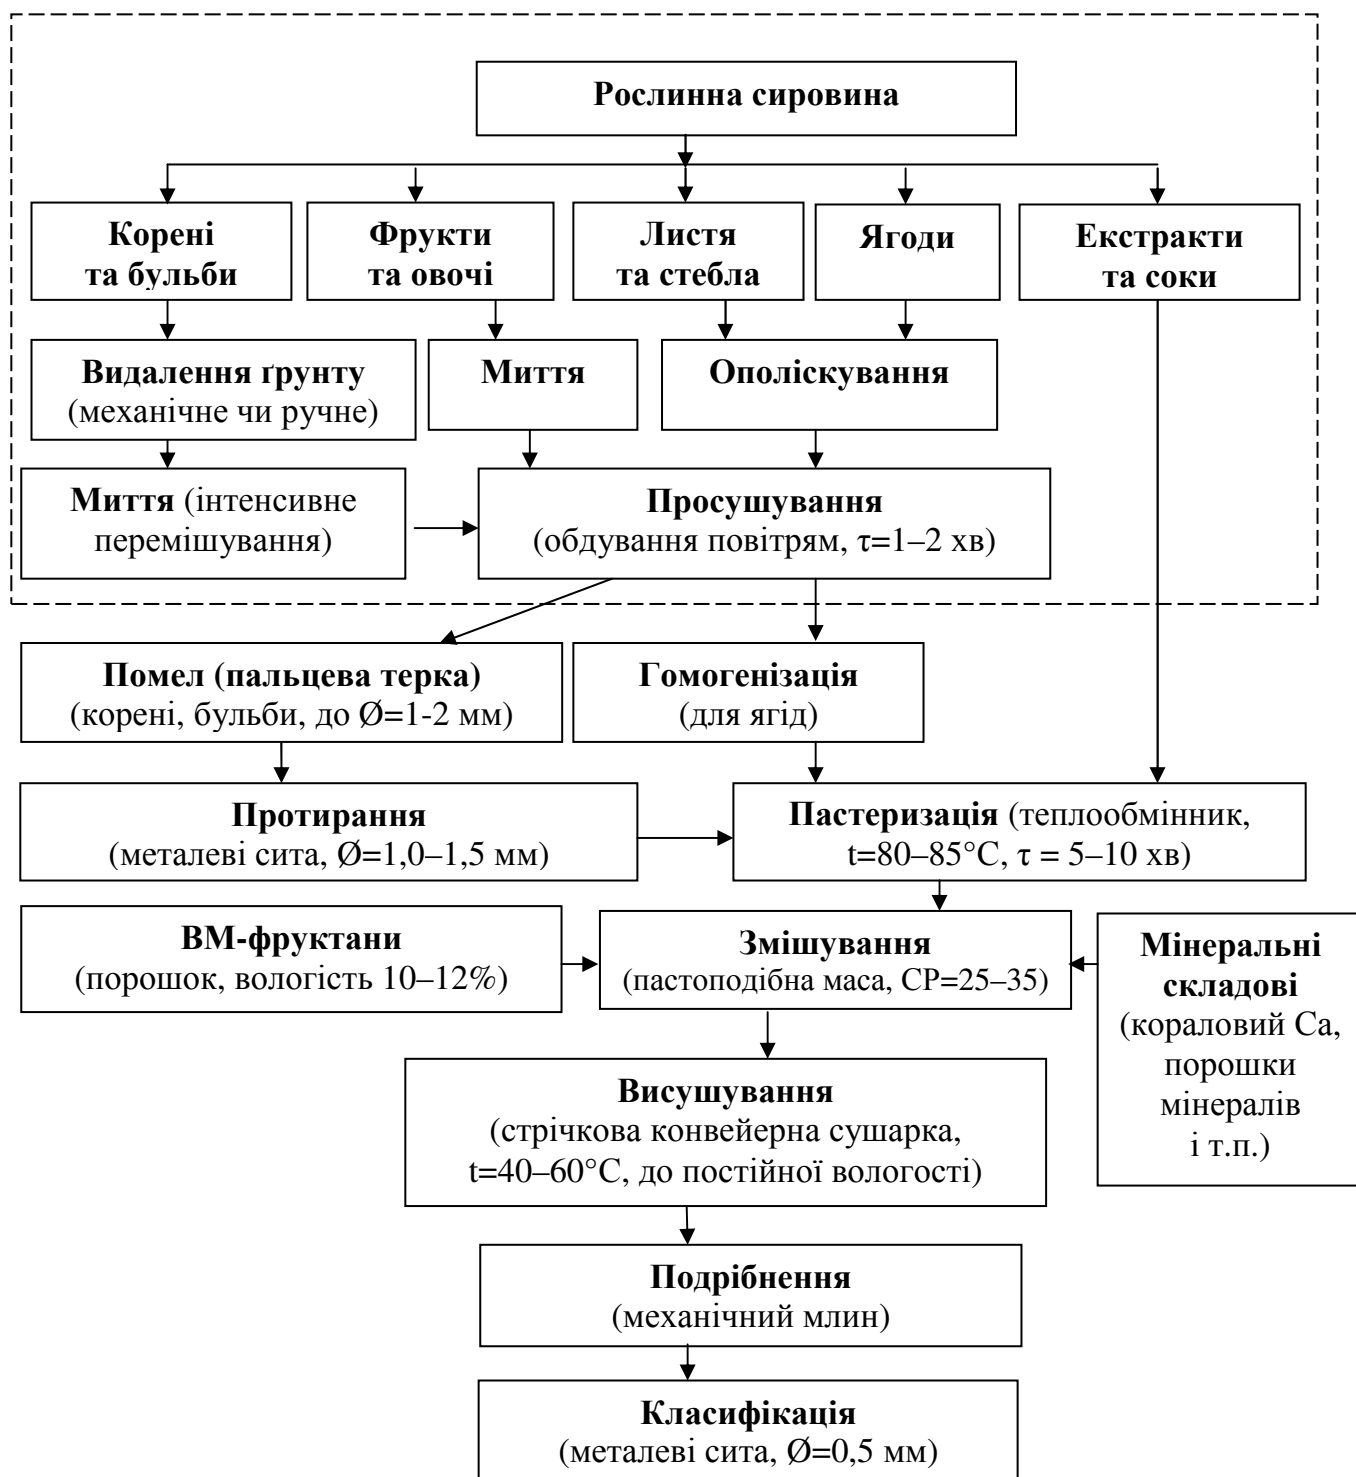 Рослинна сировина
Корені
та бульби
Фрукти
та овочі
Листя
та стебла
Ягоди
Екстракти
та соки
Видалення ґрунту
(механічне чи ручне)
Миття
Ополіскування
Миття (інтенсивне
перемішування)
Просушування
(обдування повітрям, τ=1–2 хв)
Помел (пальцева терка)
(корені, бульби, до Ø=1-2 мм)
Гомогенізація
(для ягід)
Протирання
(металеві сита, Ø=1,0–1,5 мм)
Пастеризація (теплообмінник,
t=80–85°C, τ = 5–10 хв)
ВМ-фруктани
(порошок, вологість 10–12%)
Змішування
(пастоподібна маса, СР=25–35)
Мінеральні
складові
(кораловий Са,
порошки
мінералів
і т.п.)
Висушування
(стрічкова конвейерна сушарка,
t=40–60°C, до постійної вологості)
Подрібнення
(механічний млин)
Класифікація
(металеві сита, Ø=0,5 мм)